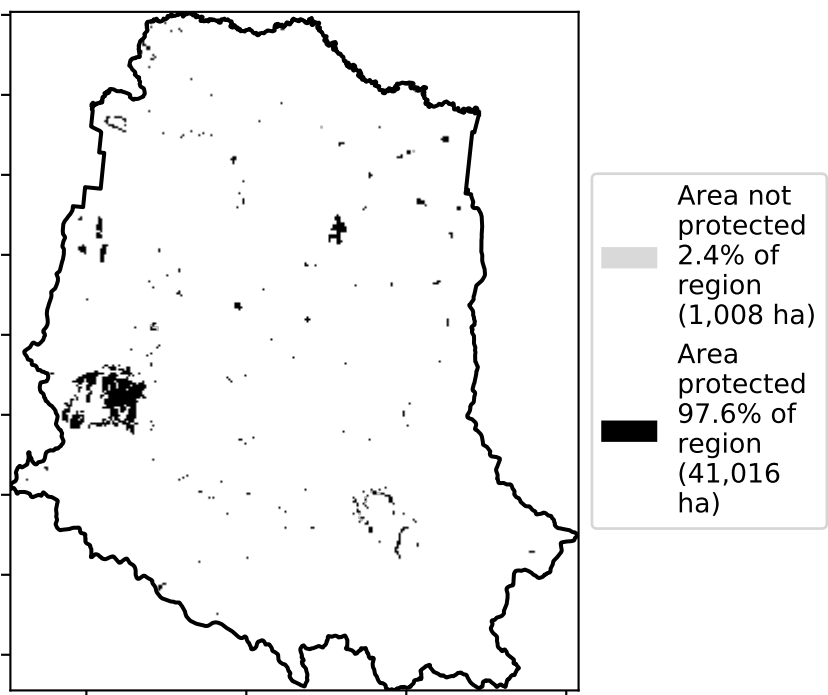 Area not
protected
2.4% of
region
(1,008 ha)
Area
protected
97.6% of
region
(41,016
ha)